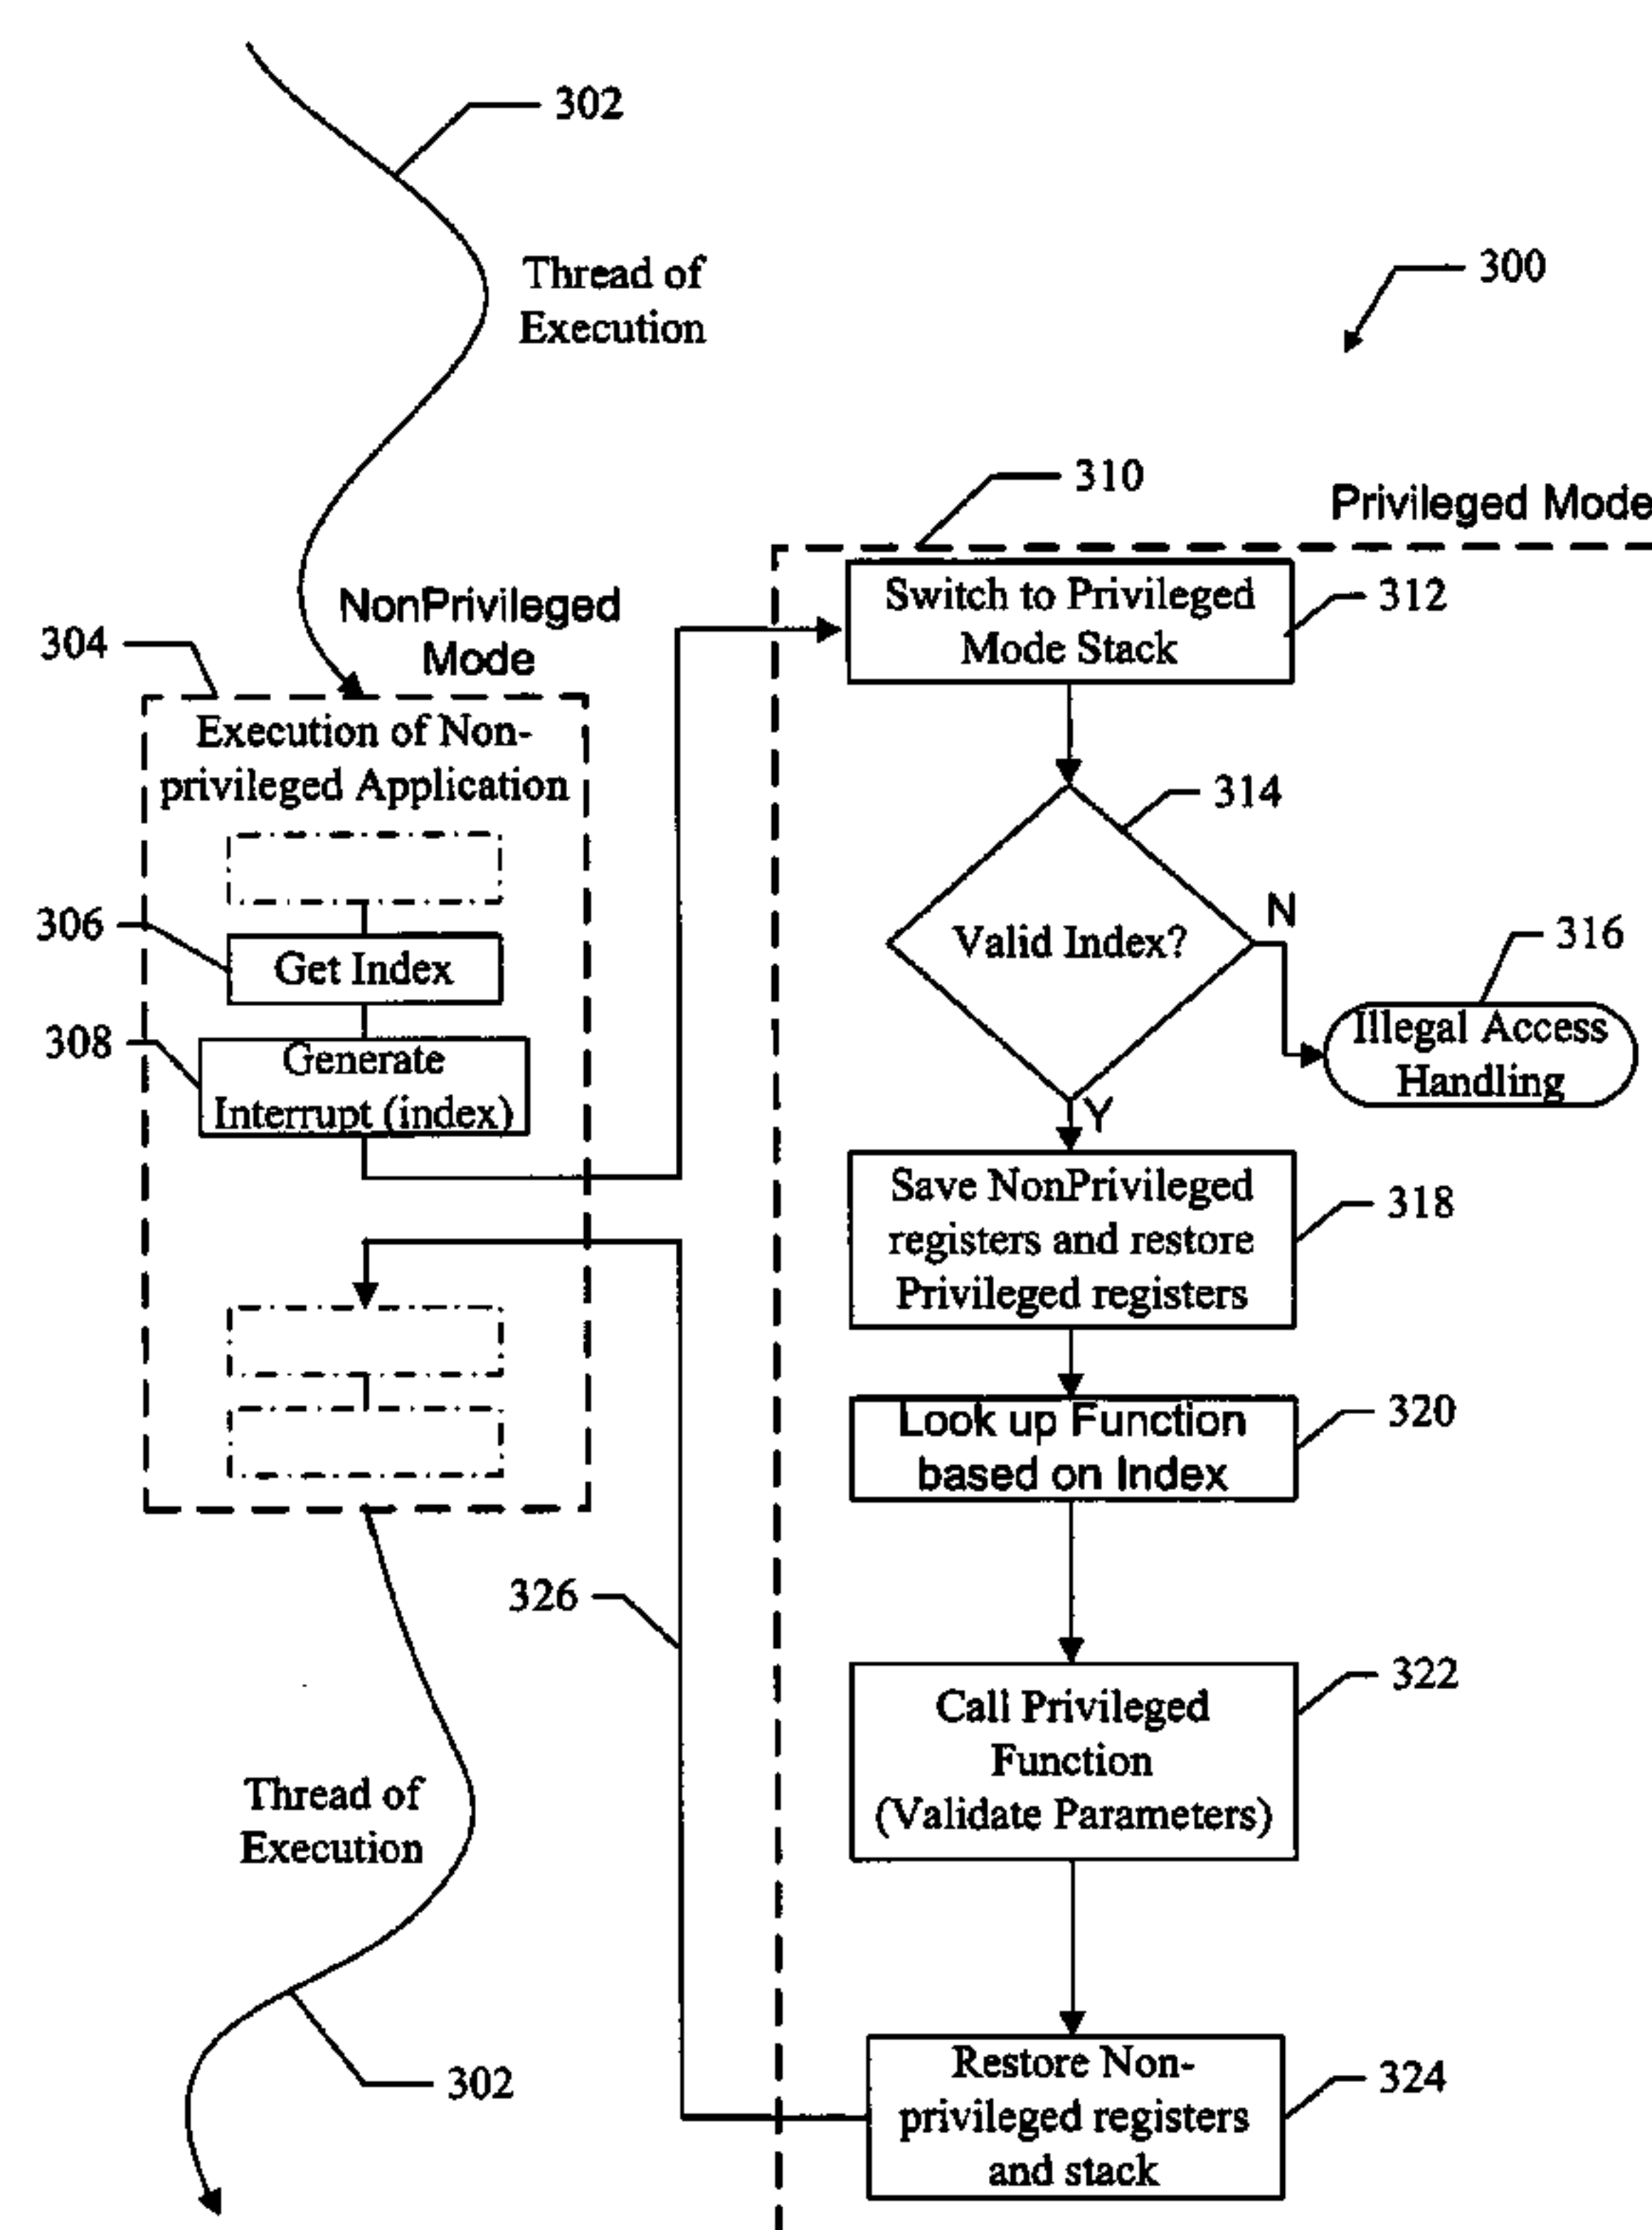 302
Thread of
Execution
300
310
Privileged Mode
NonPrivileged
Mode
304
Execution of Non-
privileged Application
306
Get Index
308
Generate
Interrupt (index)
Switch to Privileged
Mode Stack
312
314
Valid Index?
N
316
Illegal Access
Handling
Y
Save NonPrivileged
registers and restore
Privileged registers
318
Look up Function
based on Index
320
326
Call Privileged
Function
(Validate Parameters)
322
Thread of
Execution
302
Restore Non-
privileged registers
and stack
324